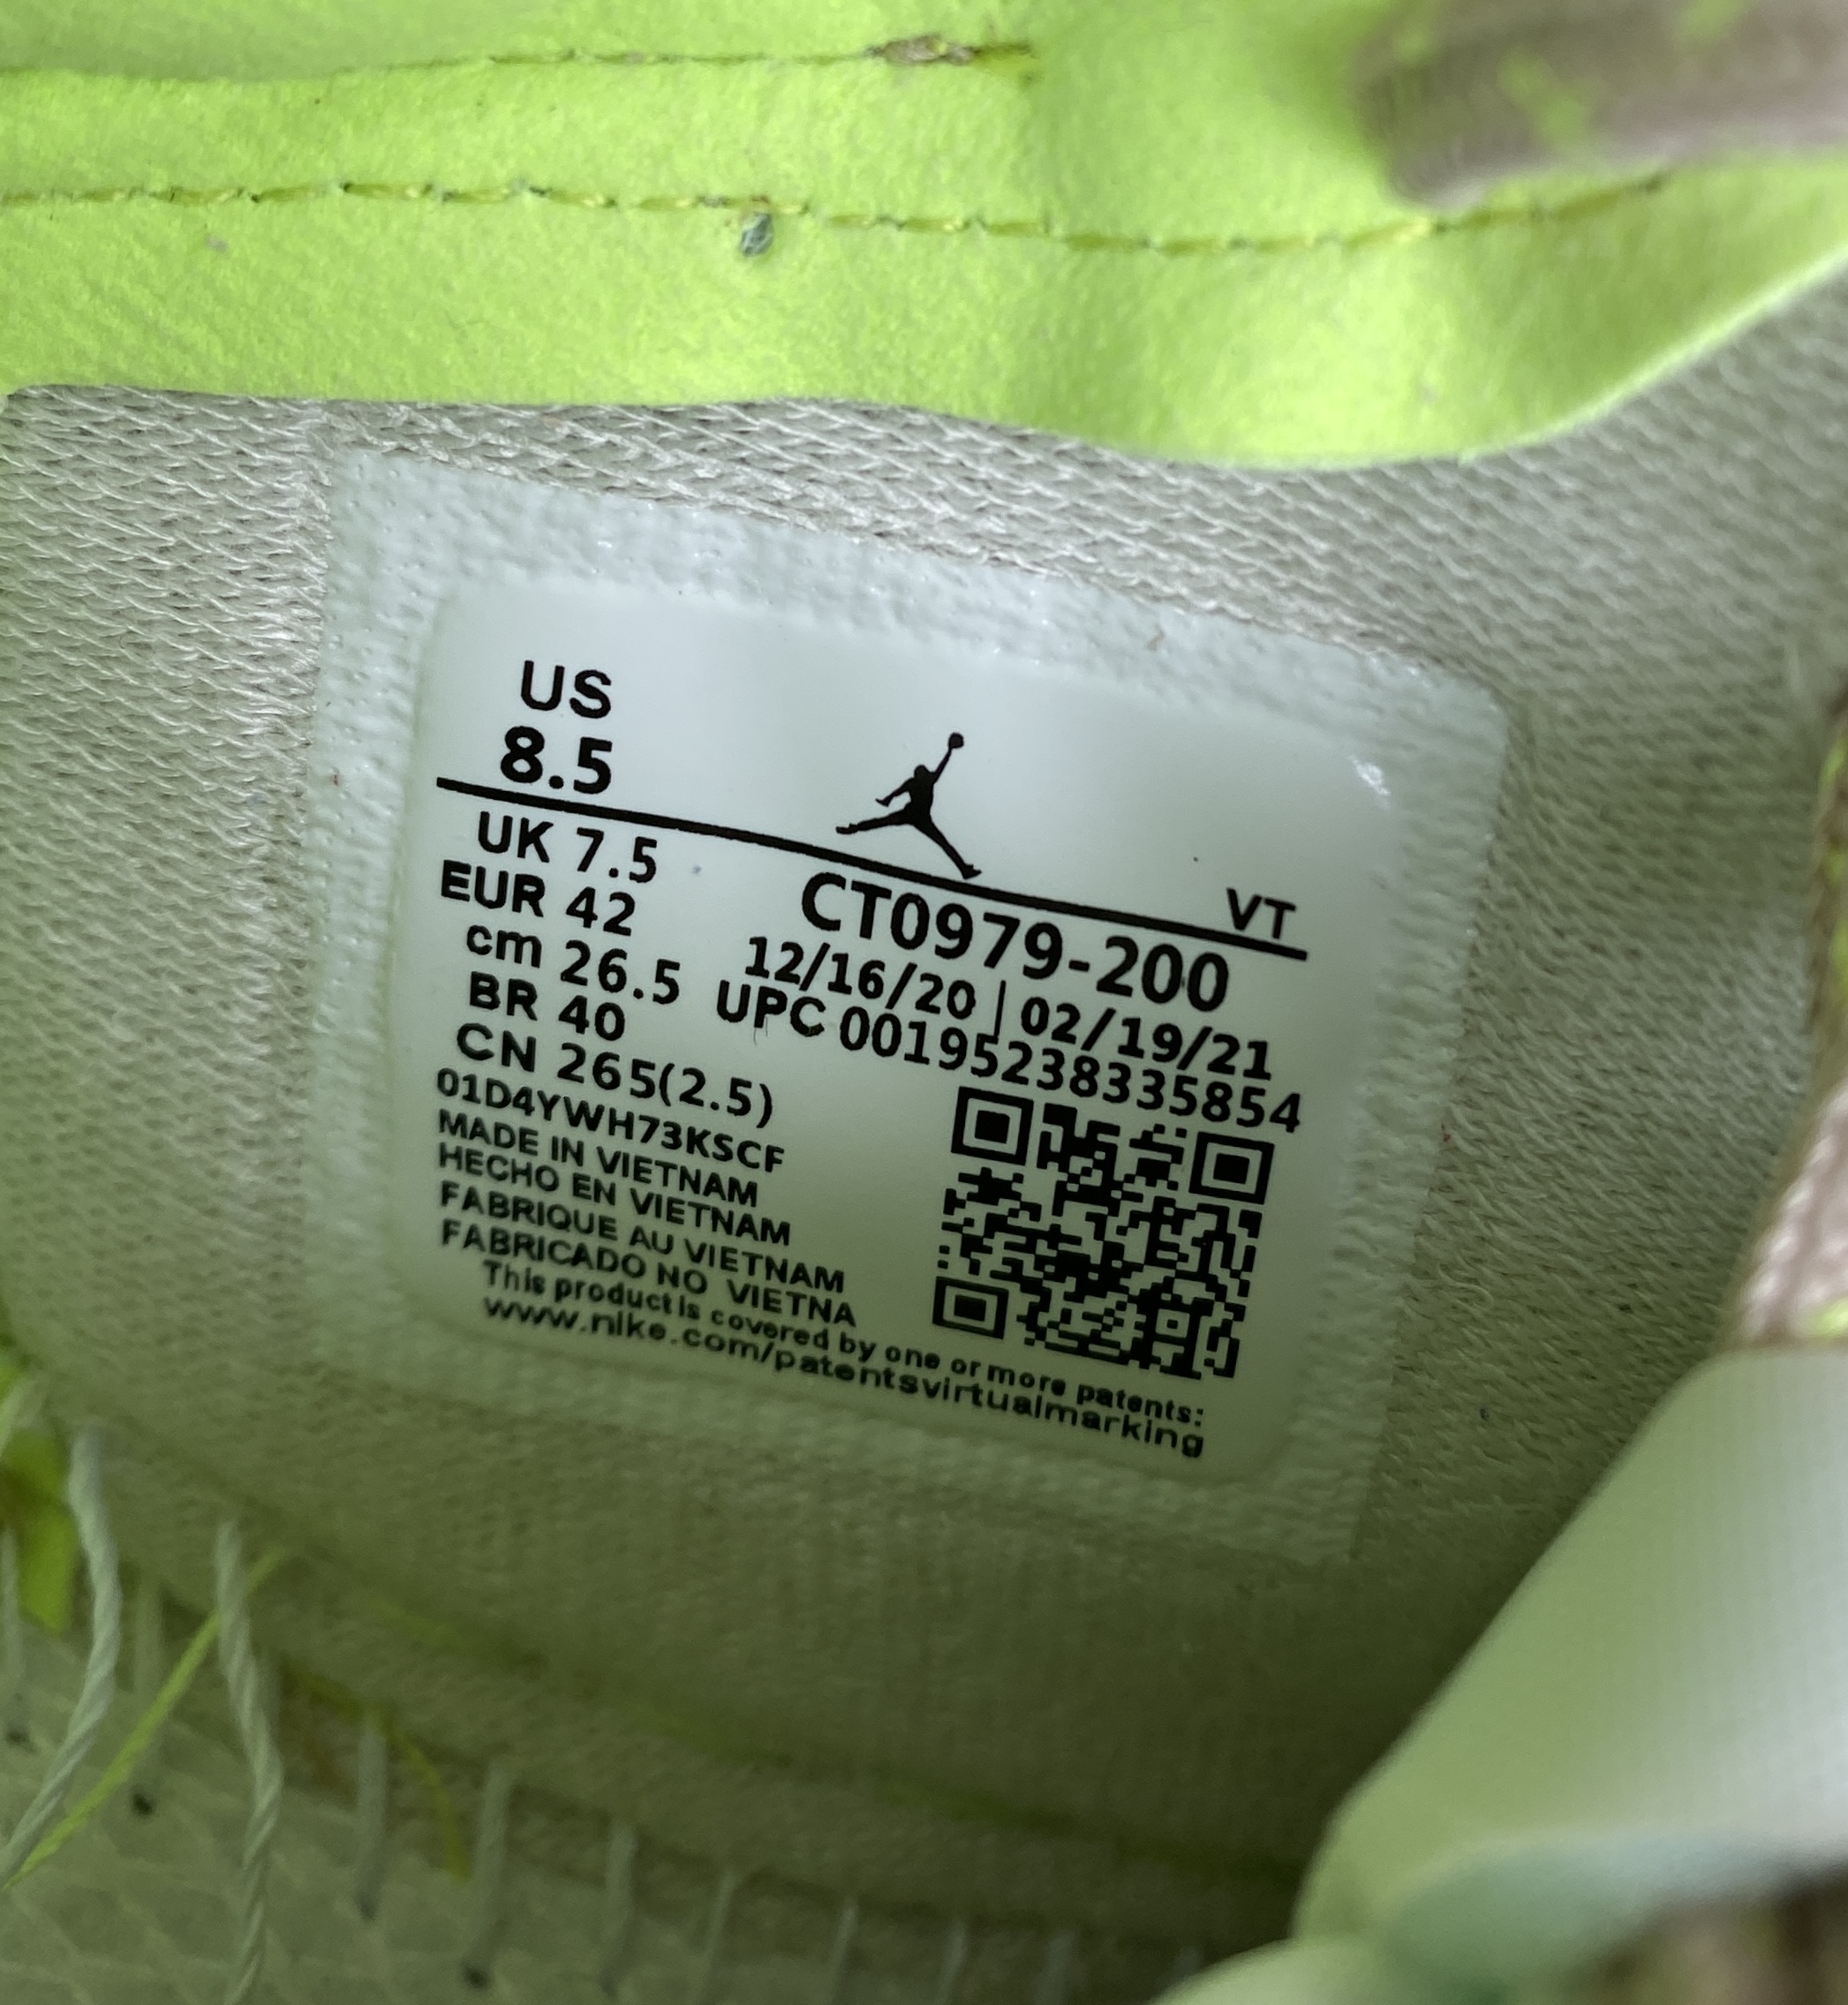 US
8.5
VT
UK 7.5
EUR 42
cm 26.5
BR 40
CN 265(2.5)
CT0979-200
12/16/20 | 02/19/21
UPC 00195238335854
01D4YWH73KSCF
MADE IN VIETNAM
HECHO EN VIETNAM
FABRIQUE AU VIETNAM
FABRICADO NO VIETNA
This product is covered by one or more patents:
www.nike.com/patentsvirtualmarking